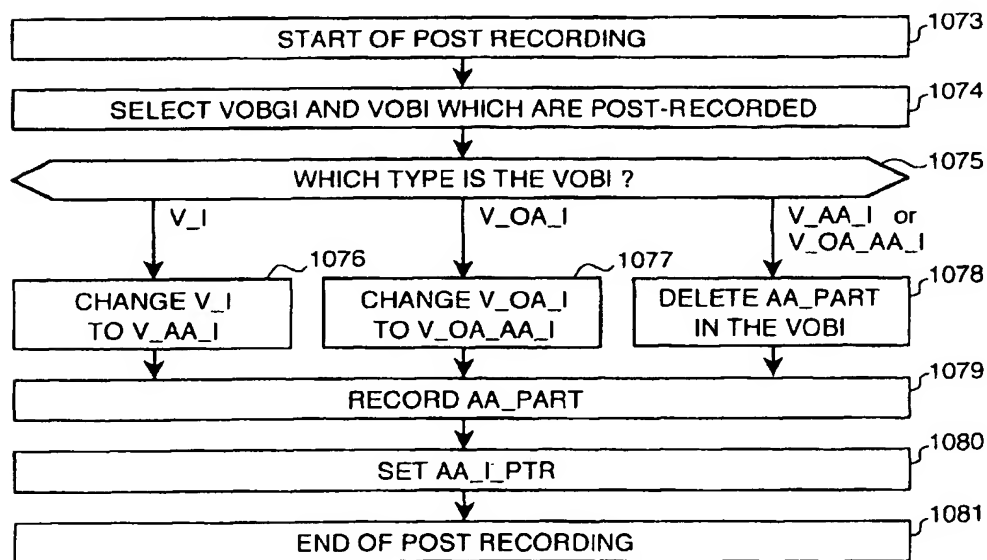 START OF POST RECORDING
1073
SELECT VOBGI AND VOBI WHICH ARE POST-RECORDED
1074
WHICH TYPE IS THE VOBI ?
1075
V_I
V_OA_I
V_AA_I or
V_OA_AA_I
1076
1077
1078
CHANGE V_I
TO V_AA_I
CHANGE V_OA_I
TO V_OA_AA_I
DELETE AA_PART
IN THE VOBI
1079
RECORD AA_PART
1080
SET AA_I_PTR
1081
END OF POST RECORDING